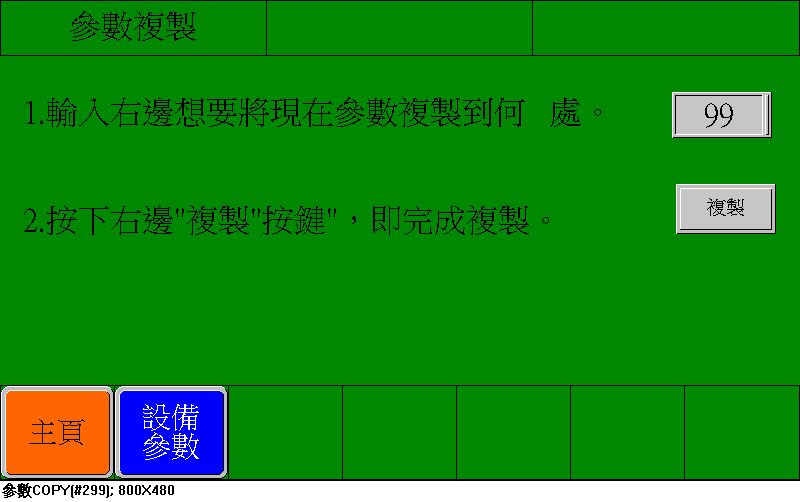 參數複製
1.輸入右邊想要將現在參數複製到何 處。
99
2.按下右邊"複製"按鍵",即完成複製。
複製
主頁
設備
參數
參數COPY(#299); 800X480